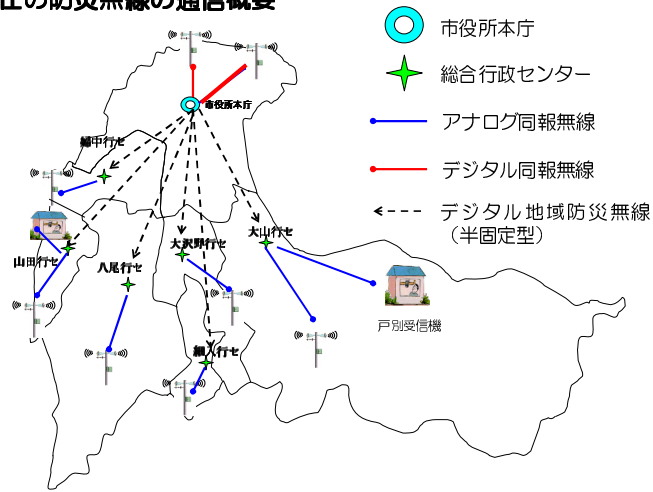 の防災無線の通信概要
市役所本庁
総合行政センター
アナログ同報無線
デジタル同報無線
デジタル地域防災無線
（半固定型）
市役所本庁
婦中行セ
山田行セ
八尾行セ
大沢野行セ
大山行セ
細入行セ
戸別受信機